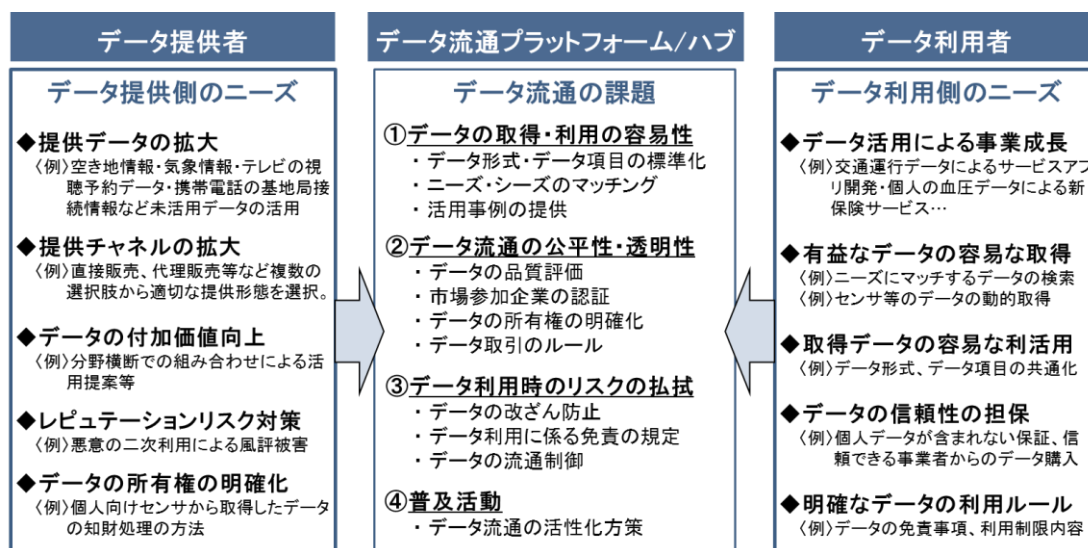 データ提供者
データ提供側のニーズ
◆提供データの拡大
〈例〉空き地情報・気象情報・テレビの視
聴予約データ・携帯電話の基地局接
続情報など未活用データの活用
◆提供チャネルの拡大
〈例〉直接販売、代理販売等など複数の
選択肢から適切な提供形態を選択。
◆データの付加価値向上
〈例〉分野横断での組み合わせによる活
用提案等
◆レピュテーションリスク対策
〈例〉悪意の二次利用による風評被害
◆データの所有権の明確化
〈例〉個人向けセンサから取得したデータ
の知財処理の方法
データ流通プラットフォーム/ハブ
データ流通の課題
①データの取得・利用の容易性
・データ形式・データ項目の標準化
・ニーズ・シーズのマッチング
・活用事例の提供
②データ流通の公平性・透明性
・データの品質評価
・市場参加企業の認証
・データの所有権の明確化
・データ取引のルール
③データ利用時のリスクの払拭
・データの改ざん防止
・データ利用に係る免責の規定
・データの流通制御
④普及活動
・データ流通の活性化方策
データ利用者
データ利用側のニーズ
◆データ活用による事業成長
〈例〉交通運行データによるサービスアプ
リ開発・個人の血圧データによる新
保険サービス…
◆有益なデータの容易な取得
〈例〉ニーズにマッチするデータの検索
〈例〉センサ等のデータの動的取得
◆取得データの容易な利活用
〈例〉データ形式、データ項目の共通化
◆データの信頼性の担保
〈例〉個人データが含まれない保証、信
頼できる事業者からのデータ購入
◆明確なデータの利用ルール
〈例〉データの免責事項、利用制限内容